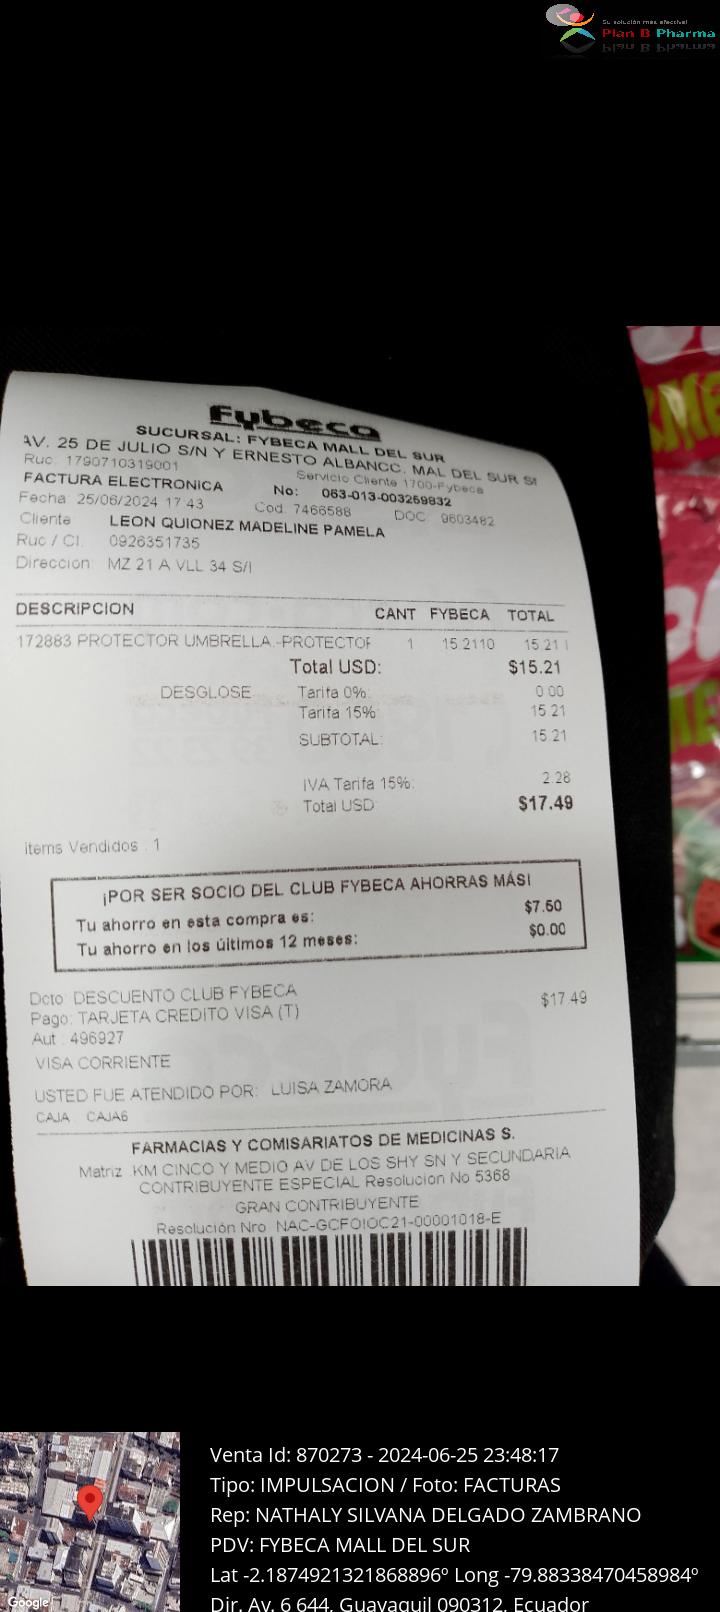 Su solución más efectiva!
Plan B Pharma
Fybeca
SUCURSAL: FYBECA MALL DEL SUR
AV. 25 DE JULIO S/N Y ERNESTO ALBANCC. MAL DEL SUR S/
Ruc: 1790710319001 Servicio Cliente 1700-Fybeca
FACTURA ELECTRONICA No: 063-013-003269832
Fecha 25/06/2024 17:43 Cod. 7466588 DOC: 9603482
Cliente LEON QUIONEZ MADELINE PAMELA
Ruc / CI. 0926351735
Direccion: MZ 21 A VLL 34 S/I
DESCRIPCION CANT FYBECA TOTAL
172883 PROTECTOR UMBRELLA.-PROTECTOR 1 15.2110 15.21 I
Total USD: $15.21
DESGLOSE Tarifa 0%: 0.00
Tarifa 15%: 15.21
SUBTOTAL: 15.21
IVA Tarifa 15%: 2.28
Total USD $17.49
items Vendidos : 1
¡POR SER SOCIO DEL CLUB FYBECA AHORRAS MÁS!
Tu ahorro en esta compra es: $7.50
Tu ahorro en los últimos 12 meses: $0.00
Dcto: DESCUENTO CLUB FYBECA
Pago: TARJETA CREDITO VISA (T) $17.49
Aut : 496927
VISA CORRIENTE
USTED FUE ATENDIDO POR: LUISA ZAMORA
CAJA : CAJA6
FARMACIAS Y COMISARIATOS DE MEDICINAS S.
Matriz KM CINCO Y MEDIO AV DE LOS SHY SN Y SECUNDARIA
CONTRIBUYENTE ESPECIAL Resolucion No 5368
GRAN CONTRIBUYENTE
Resolución Nro. NAC-GCFOIOC21-00001018-E
Google
Venta Id: 870273 - 2024-06-25 23:48:17
Tipo: IMPULSACION / Foto: FACTURAS
Rep: NATHALY SILVANA DELGADO ZAMBRANO
PDV: FYBECA MALL DEL SUR
Lat -2.1874921321868896º Long -79.88338470458984º
Dir. Av. 6 644, Guayaquil 090312, Ecuador